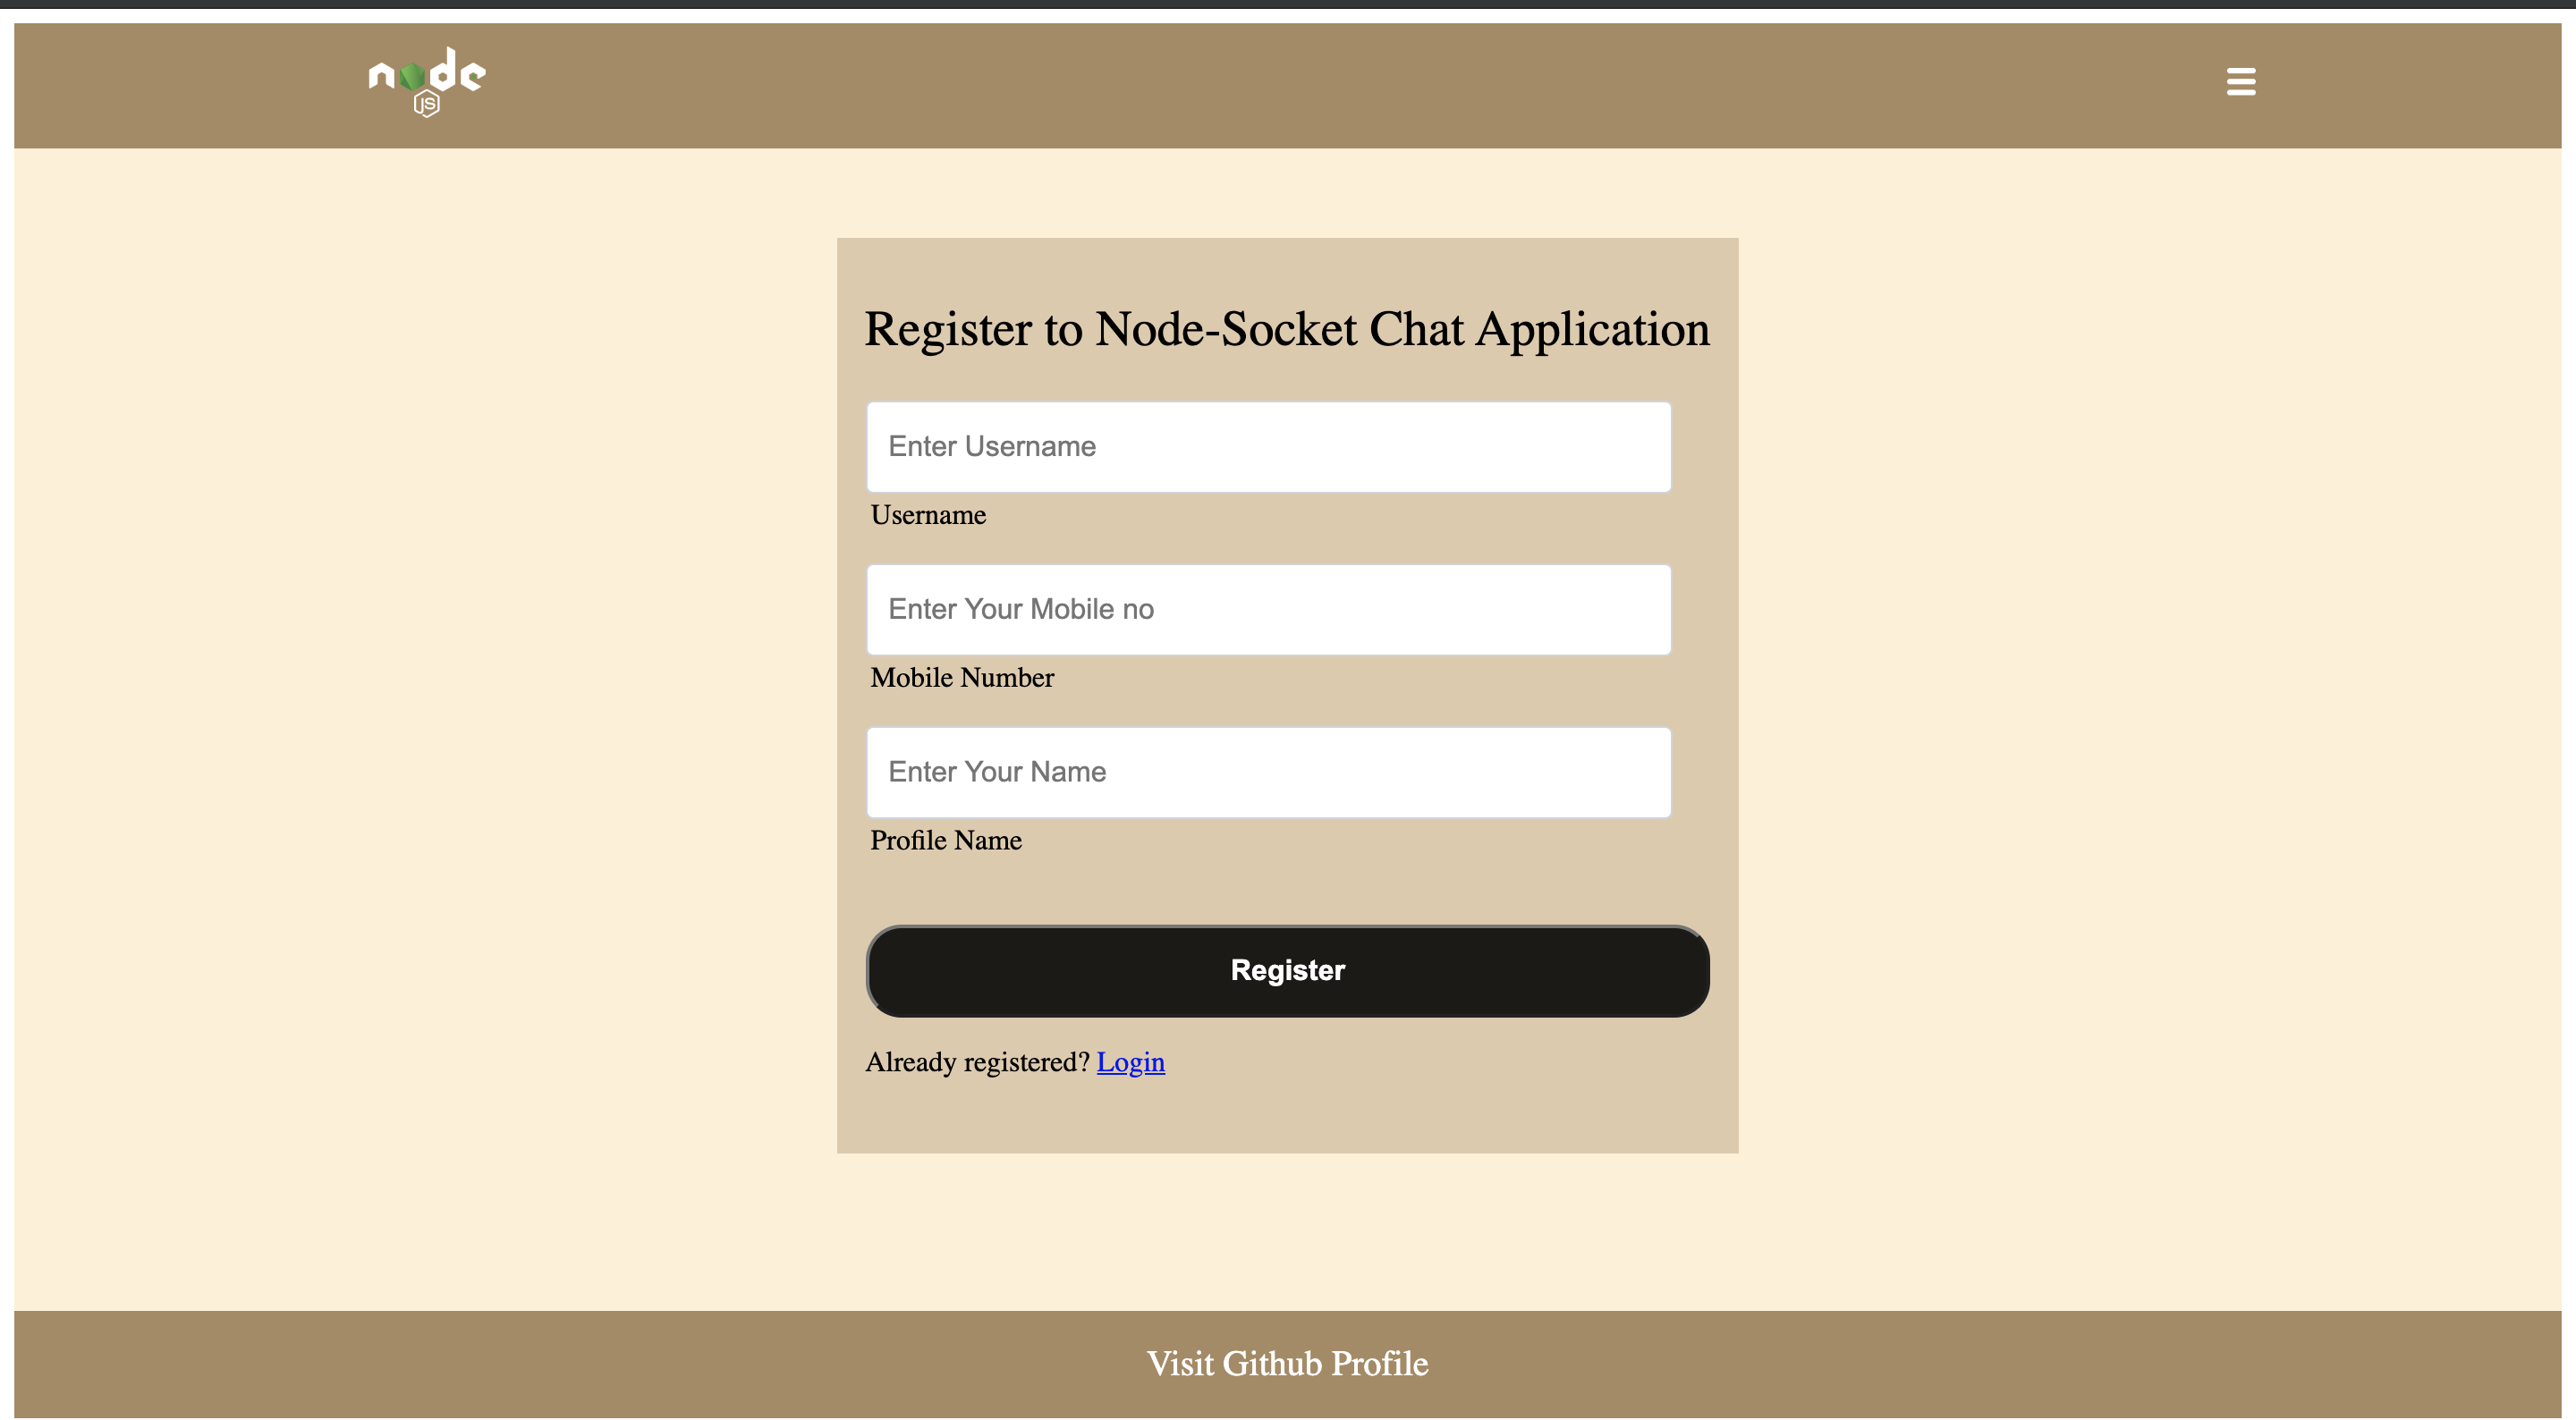 node
JS
Register to Node-Socket Chat Application
Enter Username
Username
Enter Your Mobile no
Mobile Number
Enter Your Name
Profile Name
Register
Already registered? Login
Visit Github Profile